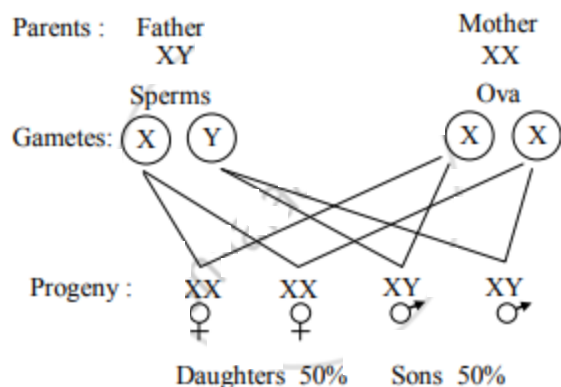 Parents : Father Mother
XY XX
Sperms Ova
Gametes: X Y X X
Progeny : XX XX XY XY
♀ ♀ ♂ ♂
Daughters 50% Sons 50%